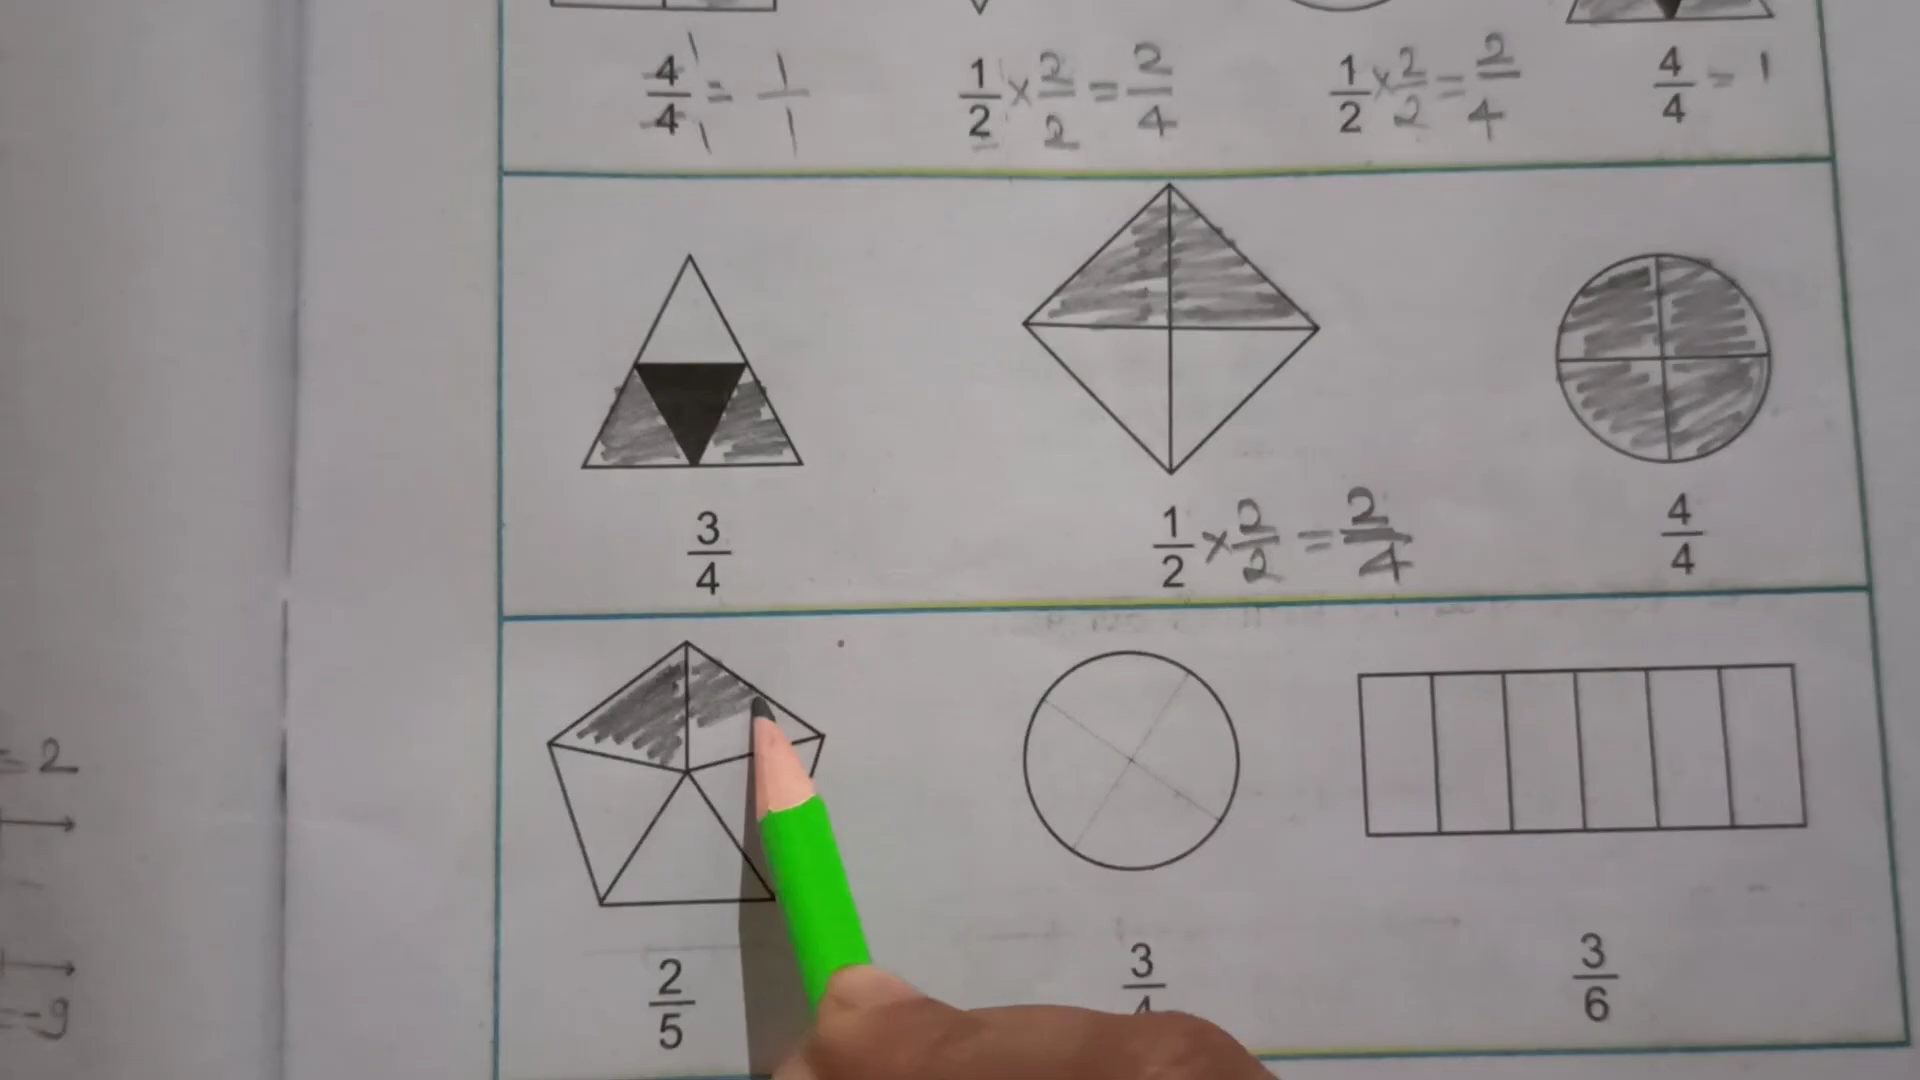 4/4 = 1/1 1/2 × 2/2 = 2/4 1/2 × 2/2 = 2/4 4/4 = 1
3/4 1/2 × 2/2 = 2/4 4/4
= 2
2/5 3/4 3/6